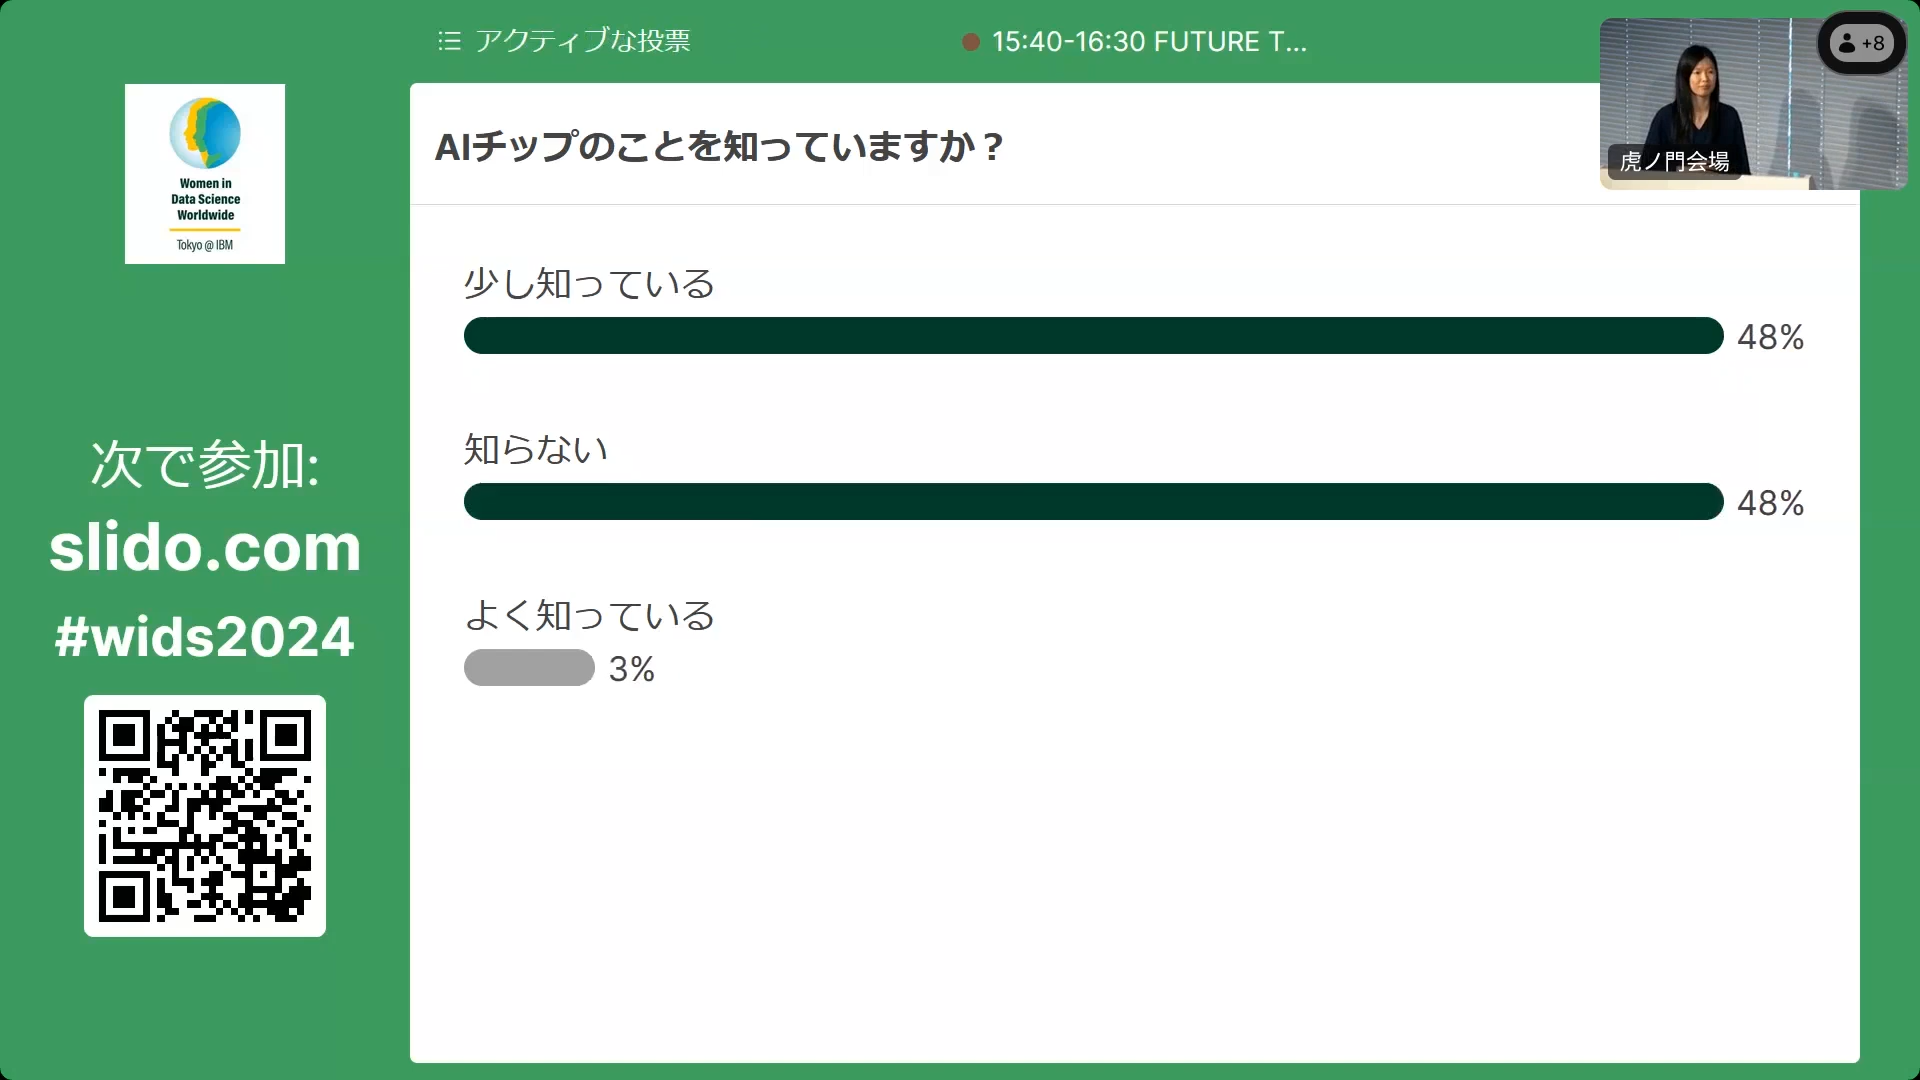 アクティブな投票
15:40-16:30 FUTURE T...
+8
虎ノ門会場
Women in
Data Science
Worldwide
Tokyo @ IBM
次で参加:
slido.com
#wids2024
AIチップのことを知っていますか？
少し知っている
48%
知らない
48%
よく知っている
3%